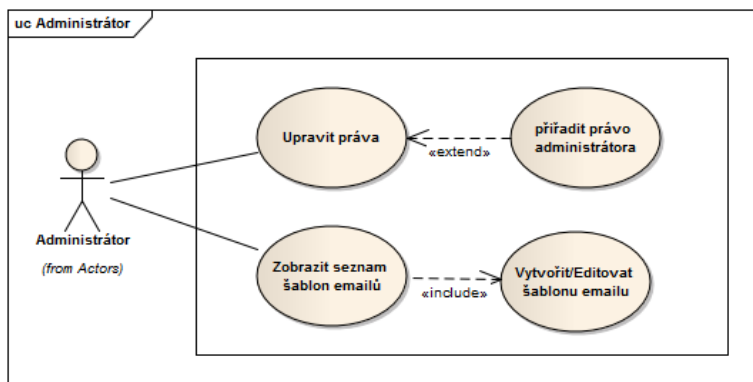 uc Administrátor
Upravit práva
přiřadit právo
administrátora
«extend»
Administrátor
(from Actors)
Zobrazit seznam
šablon emailů
«include»
Vytvořit/Editovat
šablonu emailu